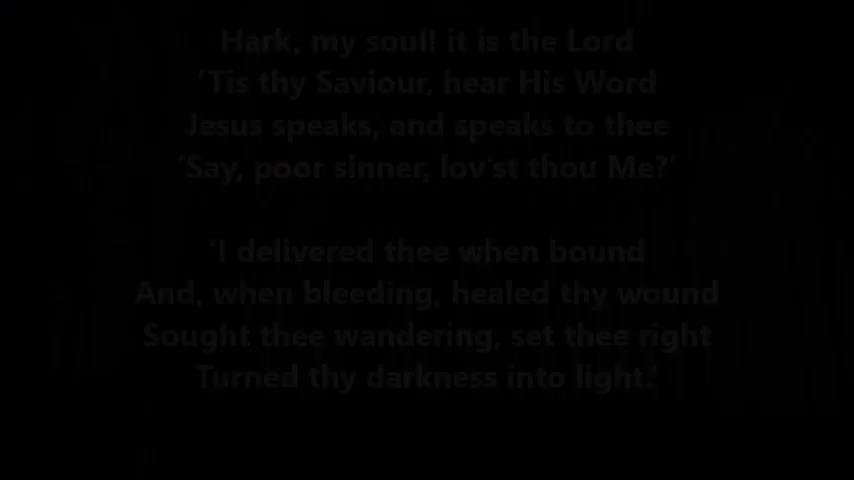 Hark, my soul! it is the Lord
‘Tis thy Saviour, hear His Word
Jesus speaks, and speaks to thee
‘Say, poor sinner, lov’st thou Me?’
‘I delivered thee when bound
And, when bleeding, healed thy wound
Sought thee wandering, set thee right
Turned thy darkness into light.’